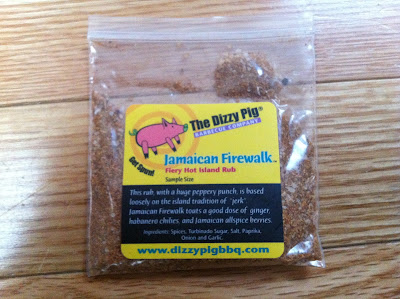 The Dizzy Pig®
BARBECUE COMPANY
Get Spun!
Jamaican Firewalk™
Fiery Hot Island Rub
Sample Size
This rub, with a huge peppery punch, is based
loosely on the island tradition of "jerk"
Jamaican Firewalk touts a good dose of ginger,
habanero chilies, and Jamaican allspice berries.
Ingredients: Spices, Turbinado Sugar, Salt, Paprika,
Onion and Garlic.
www.dizzypigbbq.com